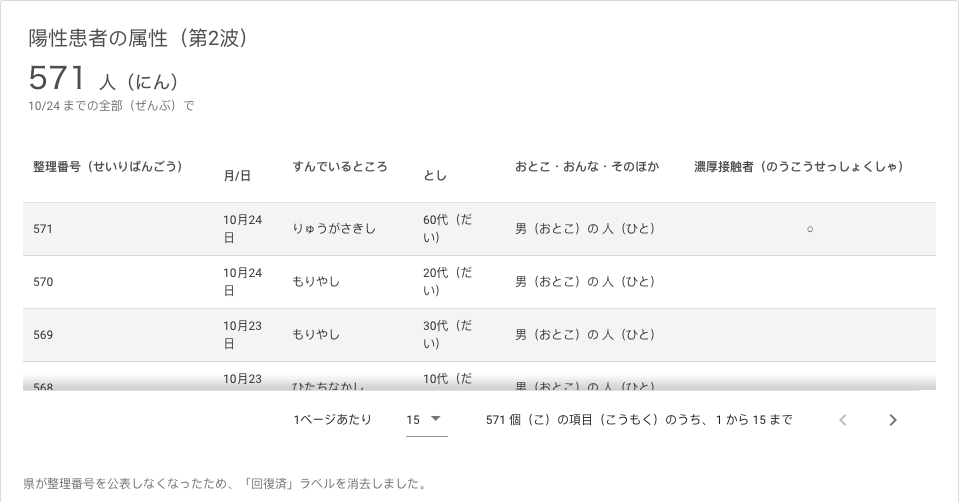 陽性患者の属性（第2波）
571 人（にん）
10/24 までの全部（ぜんぶ）で
整理番号（せいりばんごう） 月/日 すんでいるところ とし おとこ・おんな・そのほか 濃厚接触者（のうこうせっしょくしゃ）
571 10月24日 りゅうがさきし 60代（だい） 男（おとこ）の 人（ひと） ○
570 10月24日 もりやし 20代（だい） 男（おとこ）の 人（ひと）
569 10月23日 もりやし 30代（だい） 男（おとこ）の 人（ひと）
568 10月23 ひたちなかし 10代（だ 男（おとこ）の 人（ひと）
1ページあたり 15 571 個（こ）の項目（こうもく）のうち、1 から 15 まで
県が整理番号を公表しなくなったため、「回復済」ラベルを消去しました。